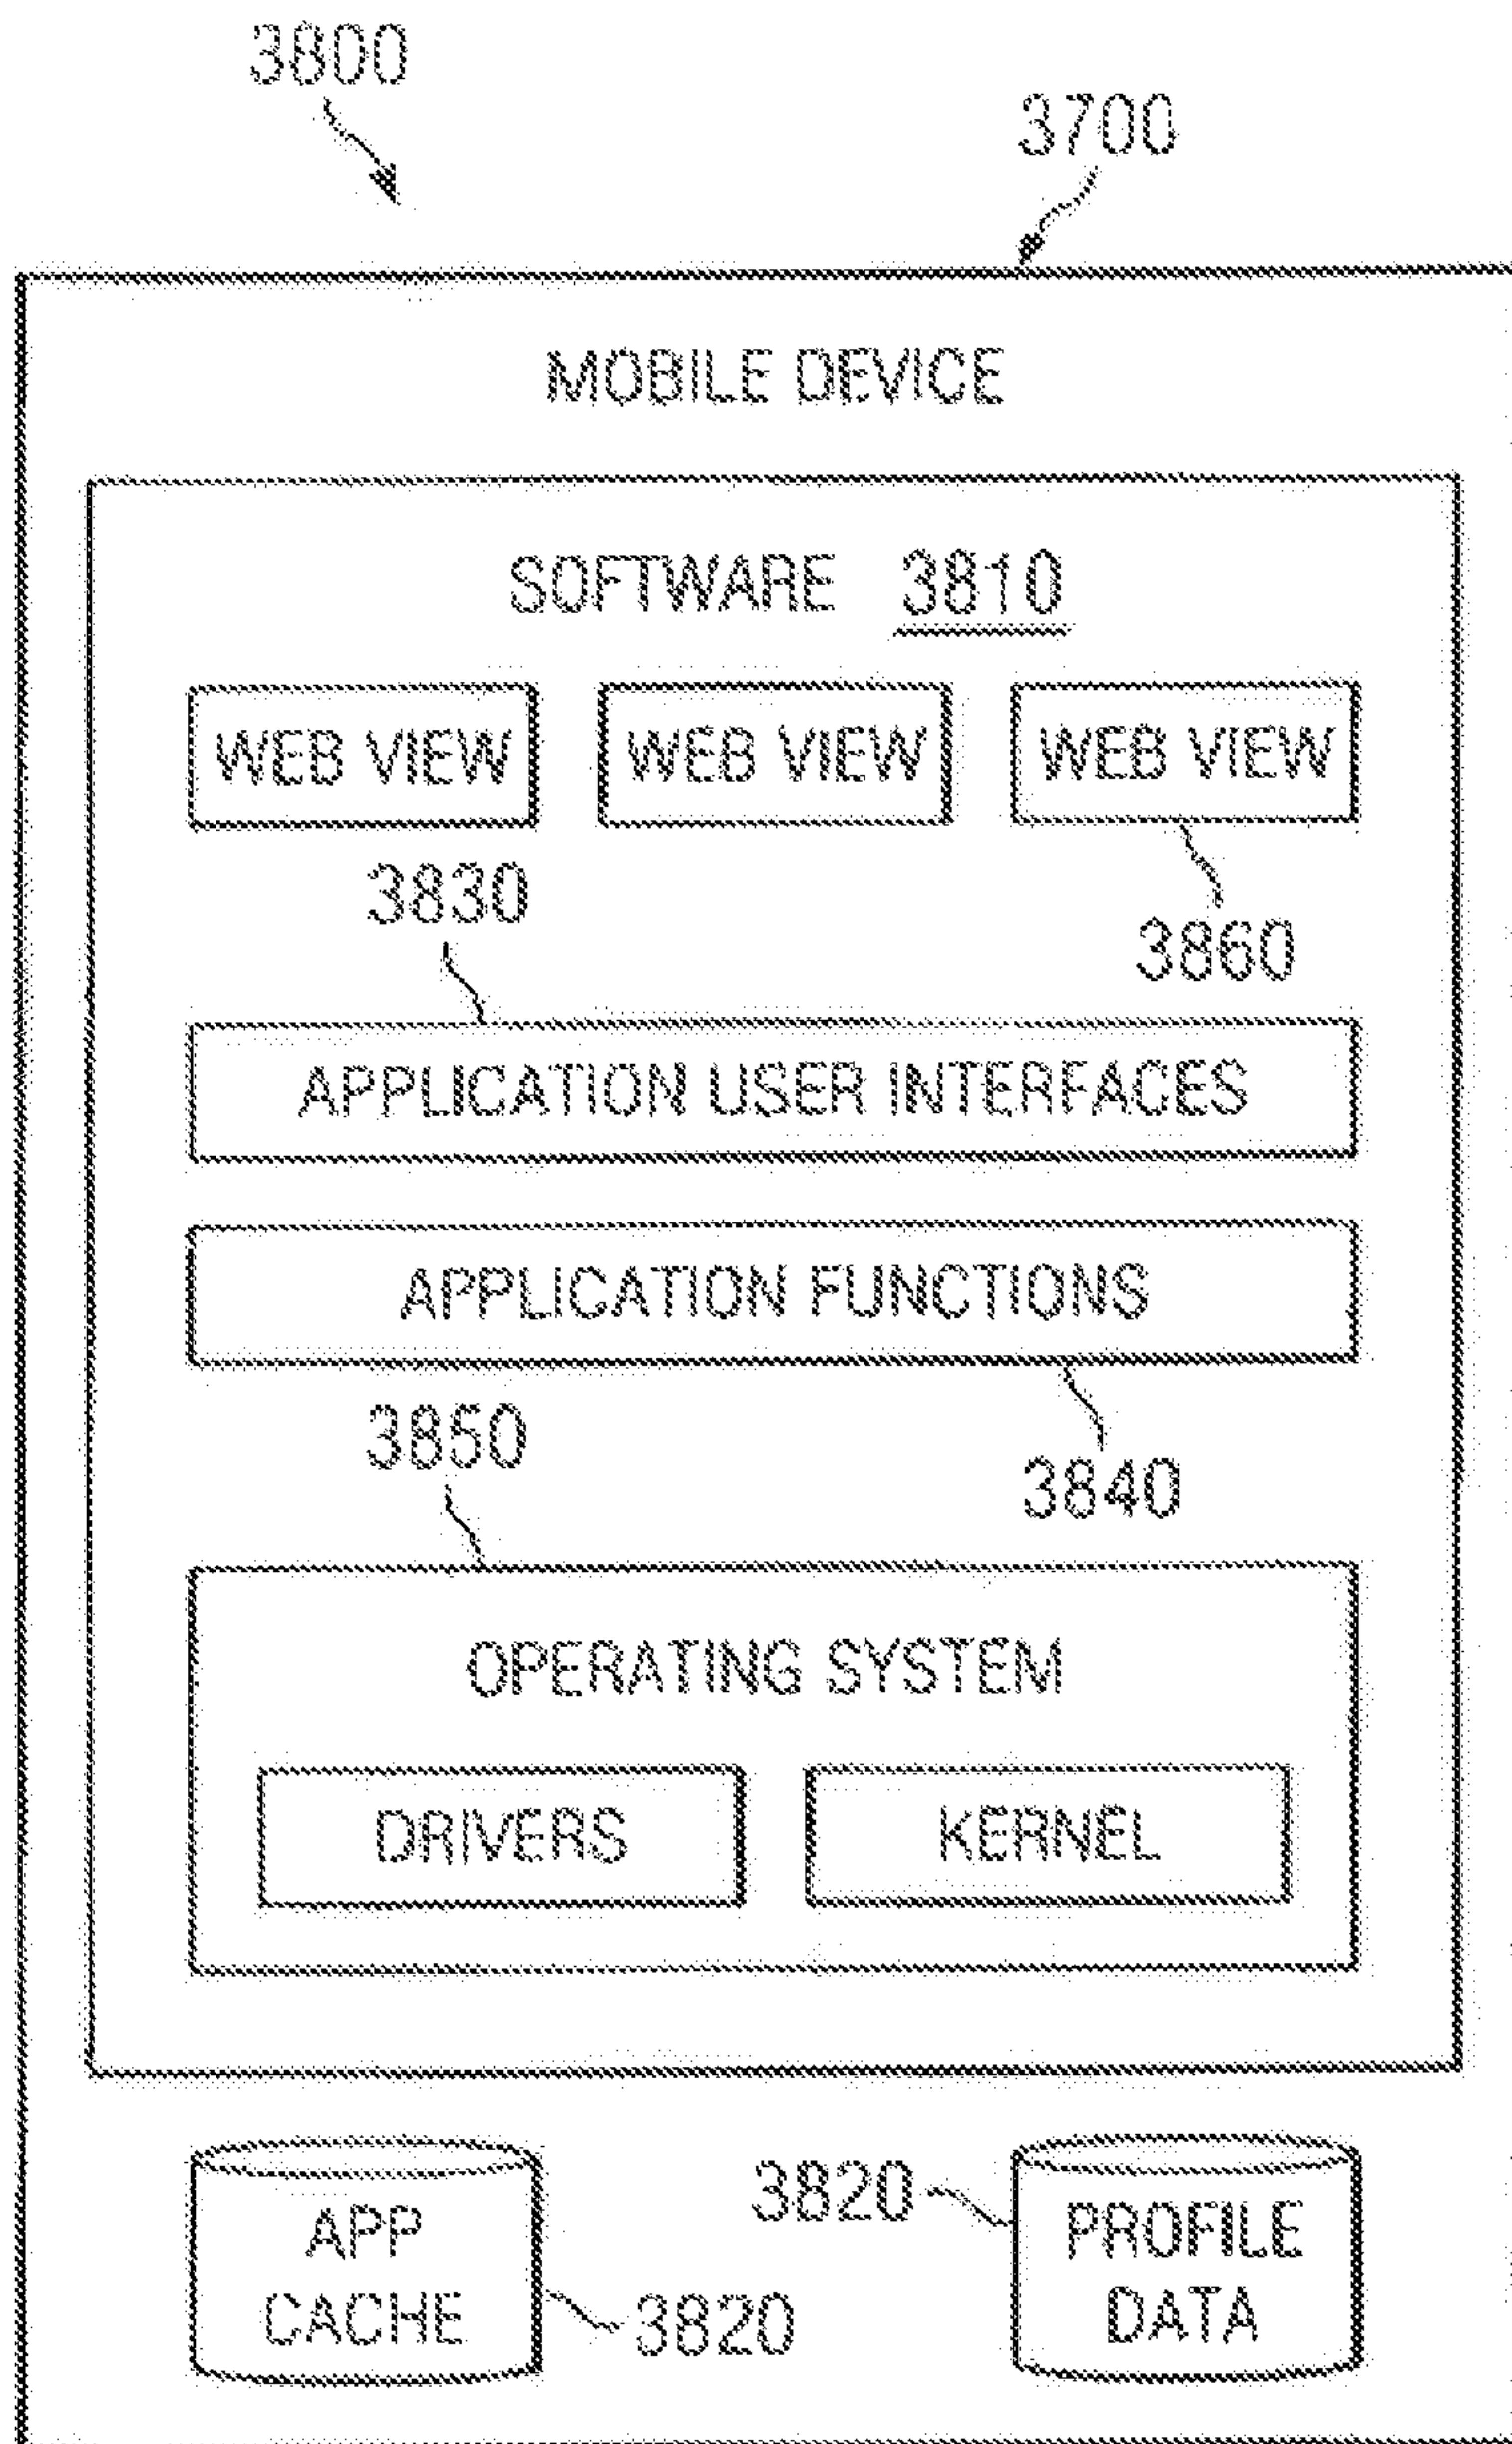 3800
3700
MOBILE DEVICE
SOFTWARE 3810
WEB VIEW WEB VIEW WEB VIEW
3830
3860
APPLICATION USER INTERFACES
APPLICATION FUNCTIONS
3850
3840
OPERATING SYSTEM
DRIVERS KERNEL
APP
CACHE
3820
3820
PROFILE
DATA